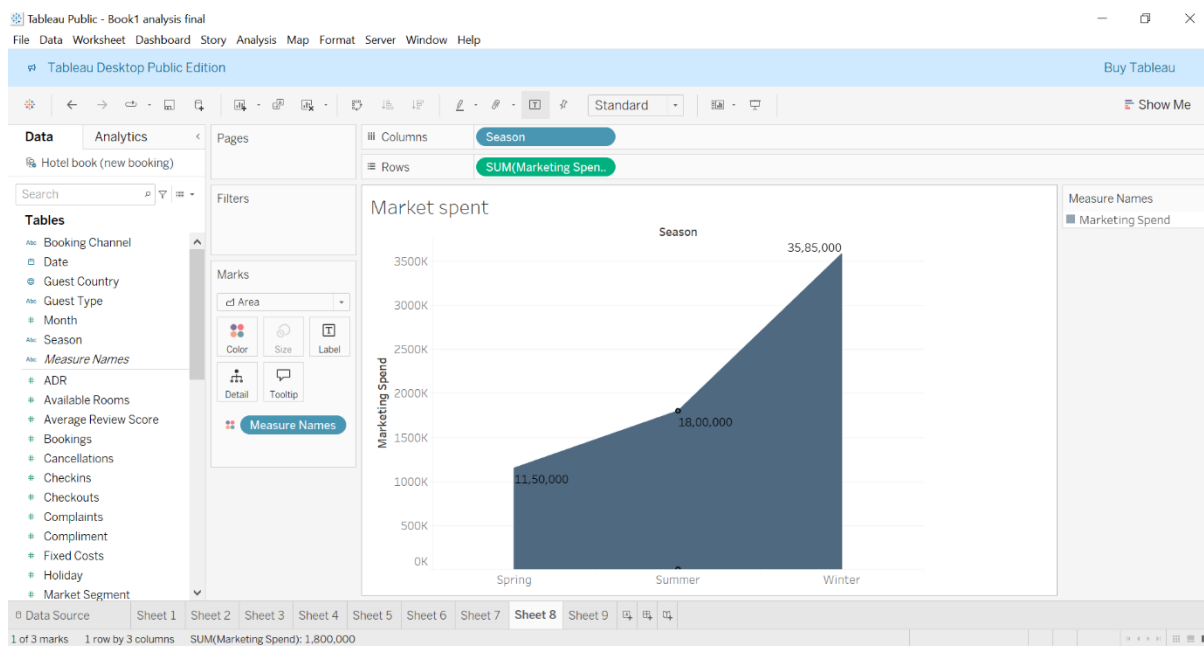 Tableau Public - Book1 analysis final
File Data Worksheet Dashboard Story Analysis Map Format Server Window Help
Tableau Desktop Public Edition
Buy Tableau
Standard
Show Me
Data Analytics
Hotel book (new booking)
Search
Tables
Booking Channel
Date
Guest Country
Guest Type
Month
Season
Measure Names
ADR
Available Rooms
Average Review Score
Bookings
Cancellations
Checkins
Checkouts
Complaints
Compliment
Fixed Costs
Holiday
Market Segment
Pages
Filters
Marks
Area
Color Size Label
Detail Tooltip
Measure Names
Columns Season
Rows SUM(Marketing Spen..
Market spent
Season
Marketing Spend
3500K
3000K
2500K
2000K
1500K
1000K
500K
0K
35,85,000
18,00,000
11,50,000
Spring Summer Winter
Measure Names
Marketing Spend
Data Source Sheet 1 Sheet 2 Sheet 3 Sheet 4 Sheet 5 Sheet 6 Sheet 7 Sheet 8 Sheet 9
1 of 3 marks 1 row by 3 columns SUM(Marketing Spend): 1,800,000